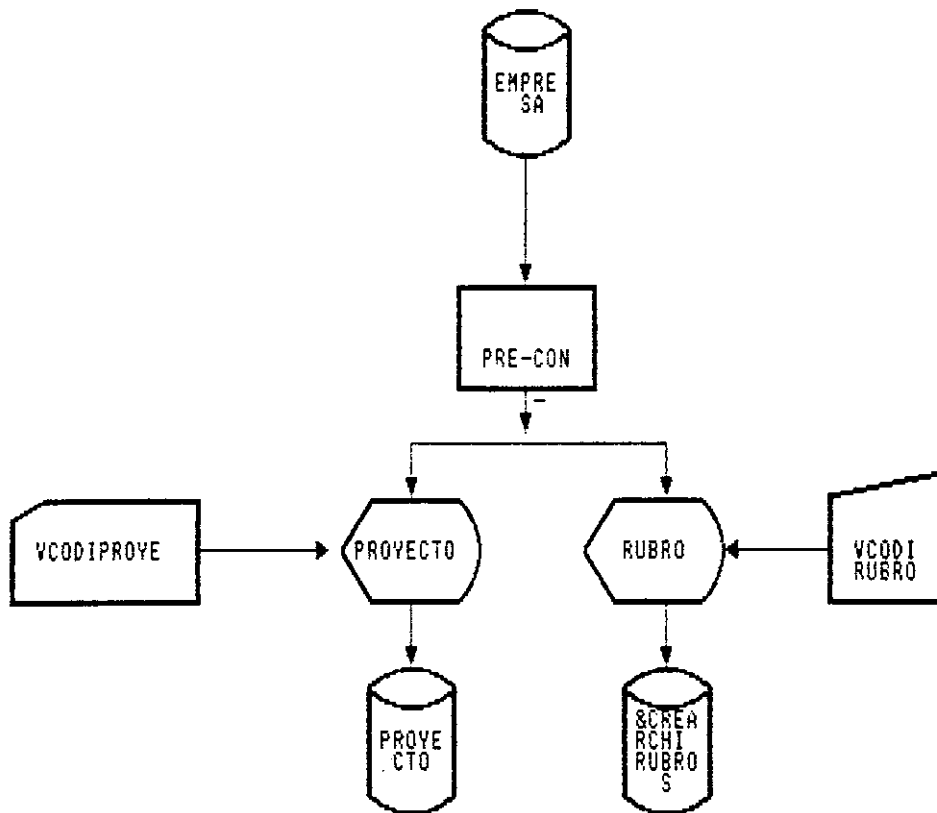 EMPRE
SA
PRE-CON
VCODIPROYE
PROYECTO
RUBRO
VCODI
RUBRO
PROYE
CTO
&CREA
RCHI
RUBRO
S